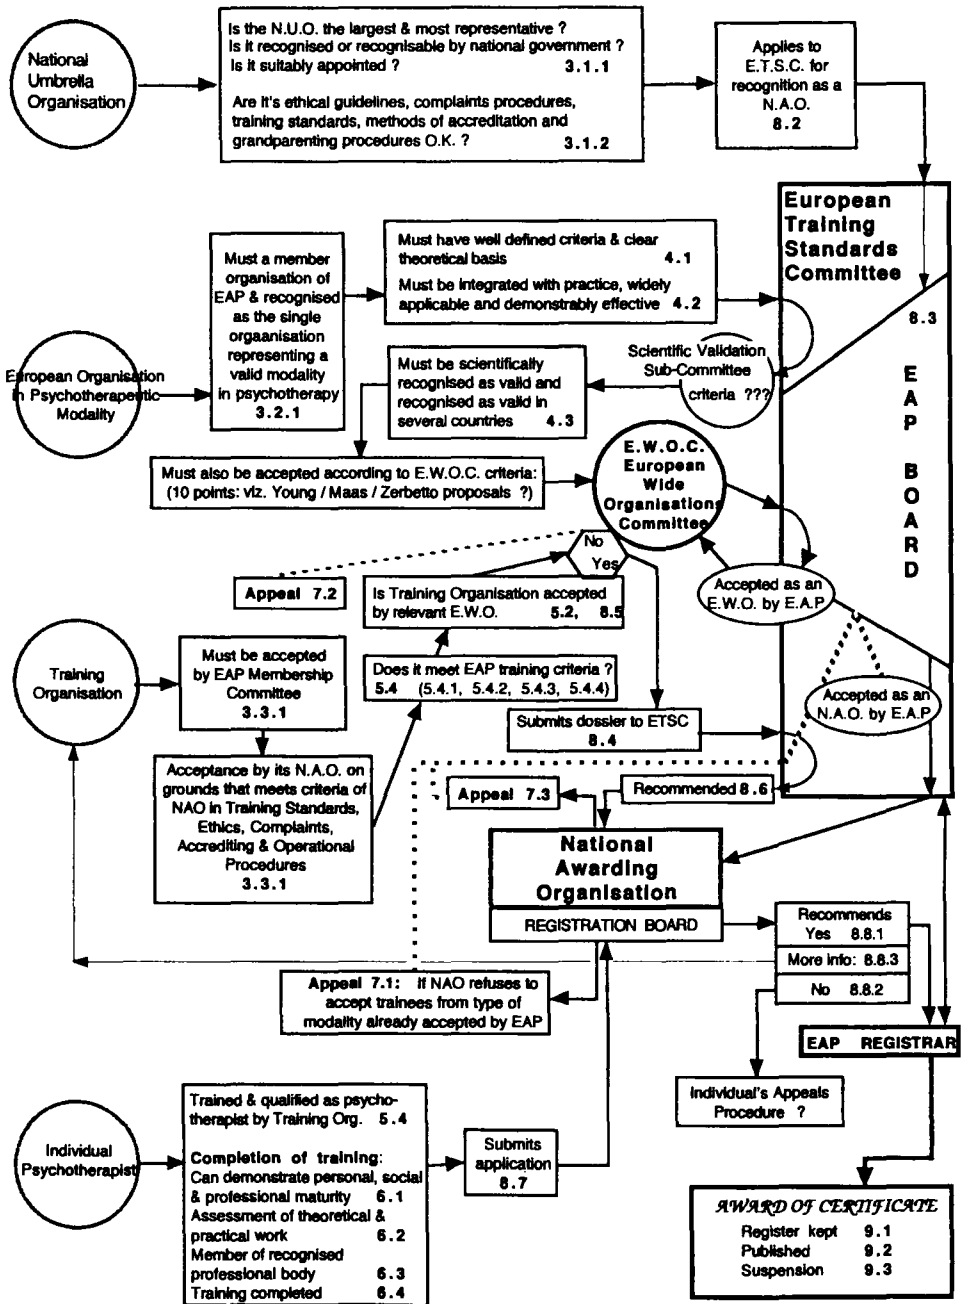 National
Umbrella
Organisation
Is the N.U.O. the largest & most representative ?
Is it recognised or recognisable by national government ?
Is it suitably appointed ? 3.1.1
Are it's ethical guidelines, complaints procedures,
training standards, methods of accreditation and
grandparenting procedures O.K. ? 3.1.2
Applies to
E.T.S.C. for
recognition as a
N.A.O.
8.2
European
Training
Standards
Committee
8.3
E
A
P
B
O
A
R
D
European Organisation
in Psychotherapeutic
Modality
Must a member
organisation of
EAP & recognised
as the single
orgaanisation
representing a
valid modality
in psychotherapy
3.2.1
Must have well defined criteria & clear
theoretical basis 4.1
Must be integrated with practice, widely
applicable and demonstrably effective 4.2
Scientific Validation
Sub-Committee
criteria ???
Must be scientifically
recognised as valid and
recognised as valid in
several countries 4.3
Must also be accepted according to E.W.O.C. criteria:
(10 points: viz. Young / Maas / Zerbetto proposals ?)
E.W.O.C.
European
Wide
Organisations
Committee
No
Yes
Accepted as an
E.W.O. by E.A.P
Accepted as an
N.A.O. by E.A.P
Appeal 7.2
Is Training Organisation accepted
by relevant E.W.O. 5.2, 8.5
Training
Organisation
Must be accepted
by EAP Membership
Committee
3.3.1
Does it meet EAP training criteria ?
5.4 (5.4.1, 5.4.2, 5.4.3, 5.4.4)
Submits dossier to ETSC
8.4
Acceptance by its N.A.O. on
grounds that meets criteria of
NAO in Training Standards,
Ethics, Complaints,
Accrediting & Operational
Procedures
3.3.1
Appeal 7.3
Recommended 8.6
National
Awarding
Organisation
REGISTRATION BOARD
Recommends
Yes 8.8.1
More info: 8.8.3
No 8.8.2
Appeal 7.1: If NAO refuses to
accept trainees from type of
modality already accepted by EAP
EAP REGISTRAR
Individual's Appeals
Procedure ?
Individual
Psychotherapist
Trained & qualified as psycho-
therapist by Training Org. 5.4
Completion of training:
Can demonstrate personal, social
& professional maturity 6.1
Assessment of theoretical &
practical work 6.2
Member of recognised
professional body 6.3
Training completed 6.4
Submits
application
8.7
AWARD OF CERTIFICATE
Register kept 9.1
Published 9.2
Suspension 9.3